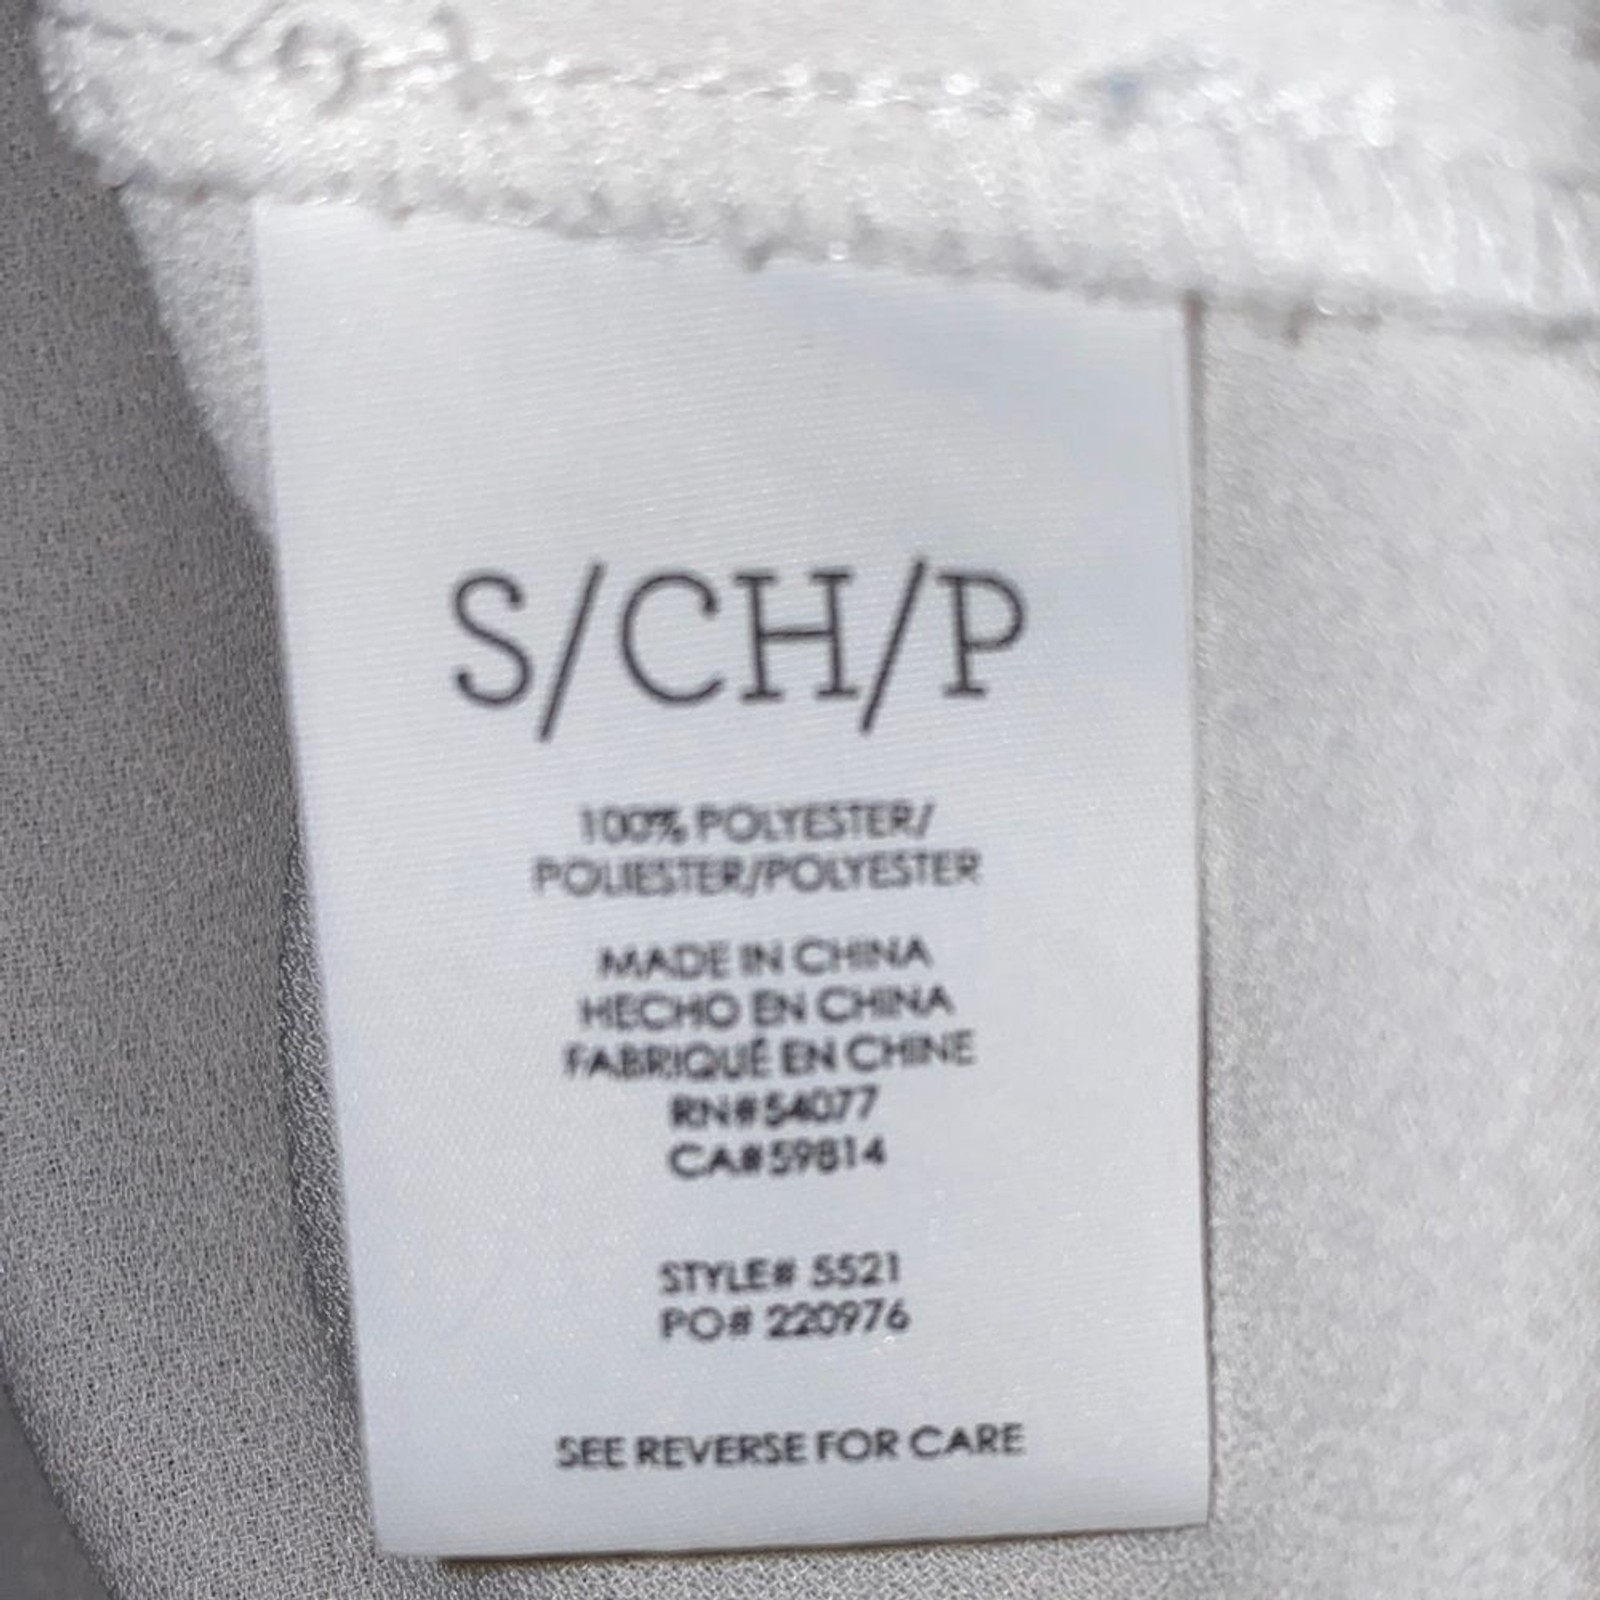 S/CH/P
100% POLYESTER/
POLIESTER/POLYESTER
MADE IN CHINA
HECHO EN CHINA
FABRIQUÉ EN CHINE
RN#54077
CA#59814
STYLE# 5521
PO# 220976
SEE REVERSE FOR CARE